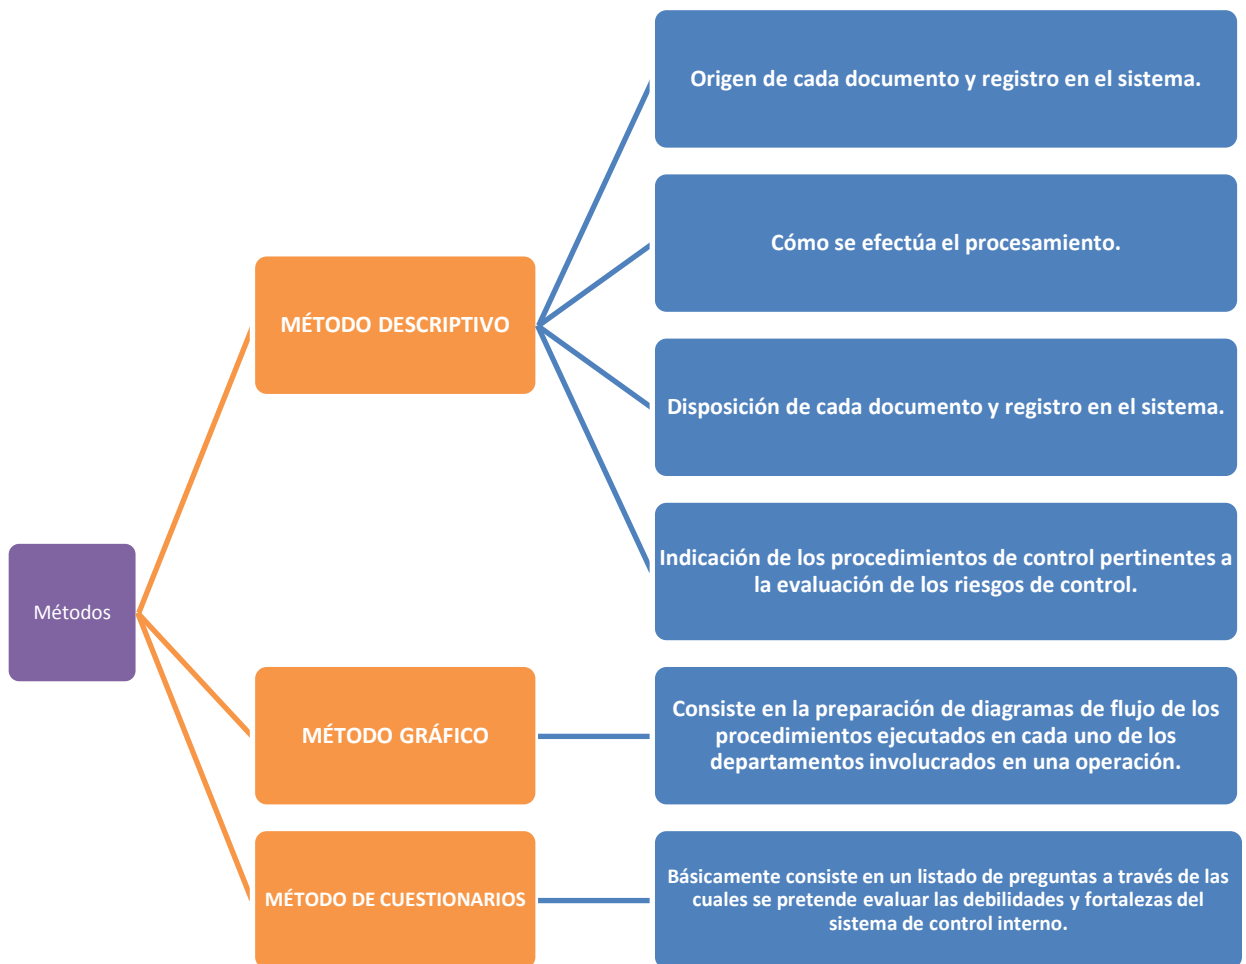 Métodos
MÉTODO DESCRIPTIVO
Origen de cada documento y registro en el sistema.
Cómo se efectúa el procesamiento.
Disposición de cada documento y registro en el sistema.
Indicación de los procedimientos de control pertinentes a
la evaluación de los riesgos de control.
MÉTODO GRÁFICO
Consiste en la preparación de diagramas de flujo de los
procedimientos ejecutados en cada uno de los
departamentos involucrados en una operación.
MÉTODO DE CUESTIONARIOS
Básicamente consiste en un listado de preguntas a través de las
cuales se pretende evaluar las debilidades y fortalezas del
sistema de control interno.